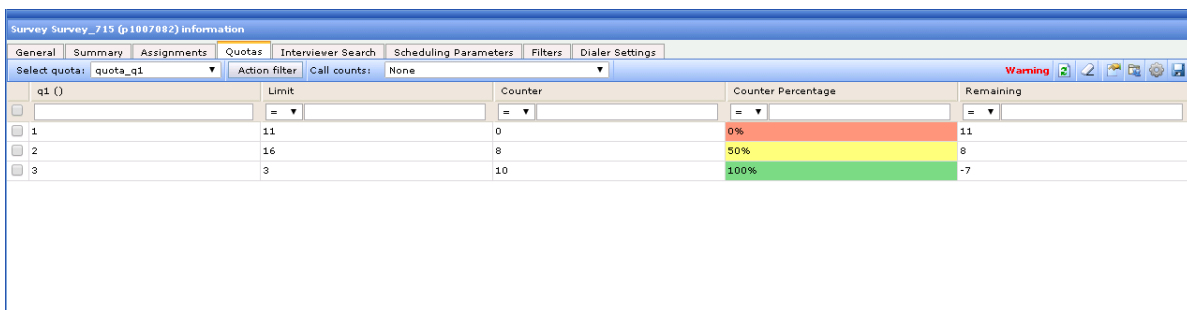 Survey Survey_715 (p1007082) information
General Summary Assignments Quotas Interviewer Search Scheduling Parameters Filters Dialer Settings
Select quota: quota_q1 Action filter Call counts: None Warning
q1 () Limit Counter Counter Percentage Remaining
= = = =
1 11 0 0% 11
2 16 8 50% 8
3 3 10 100% -7